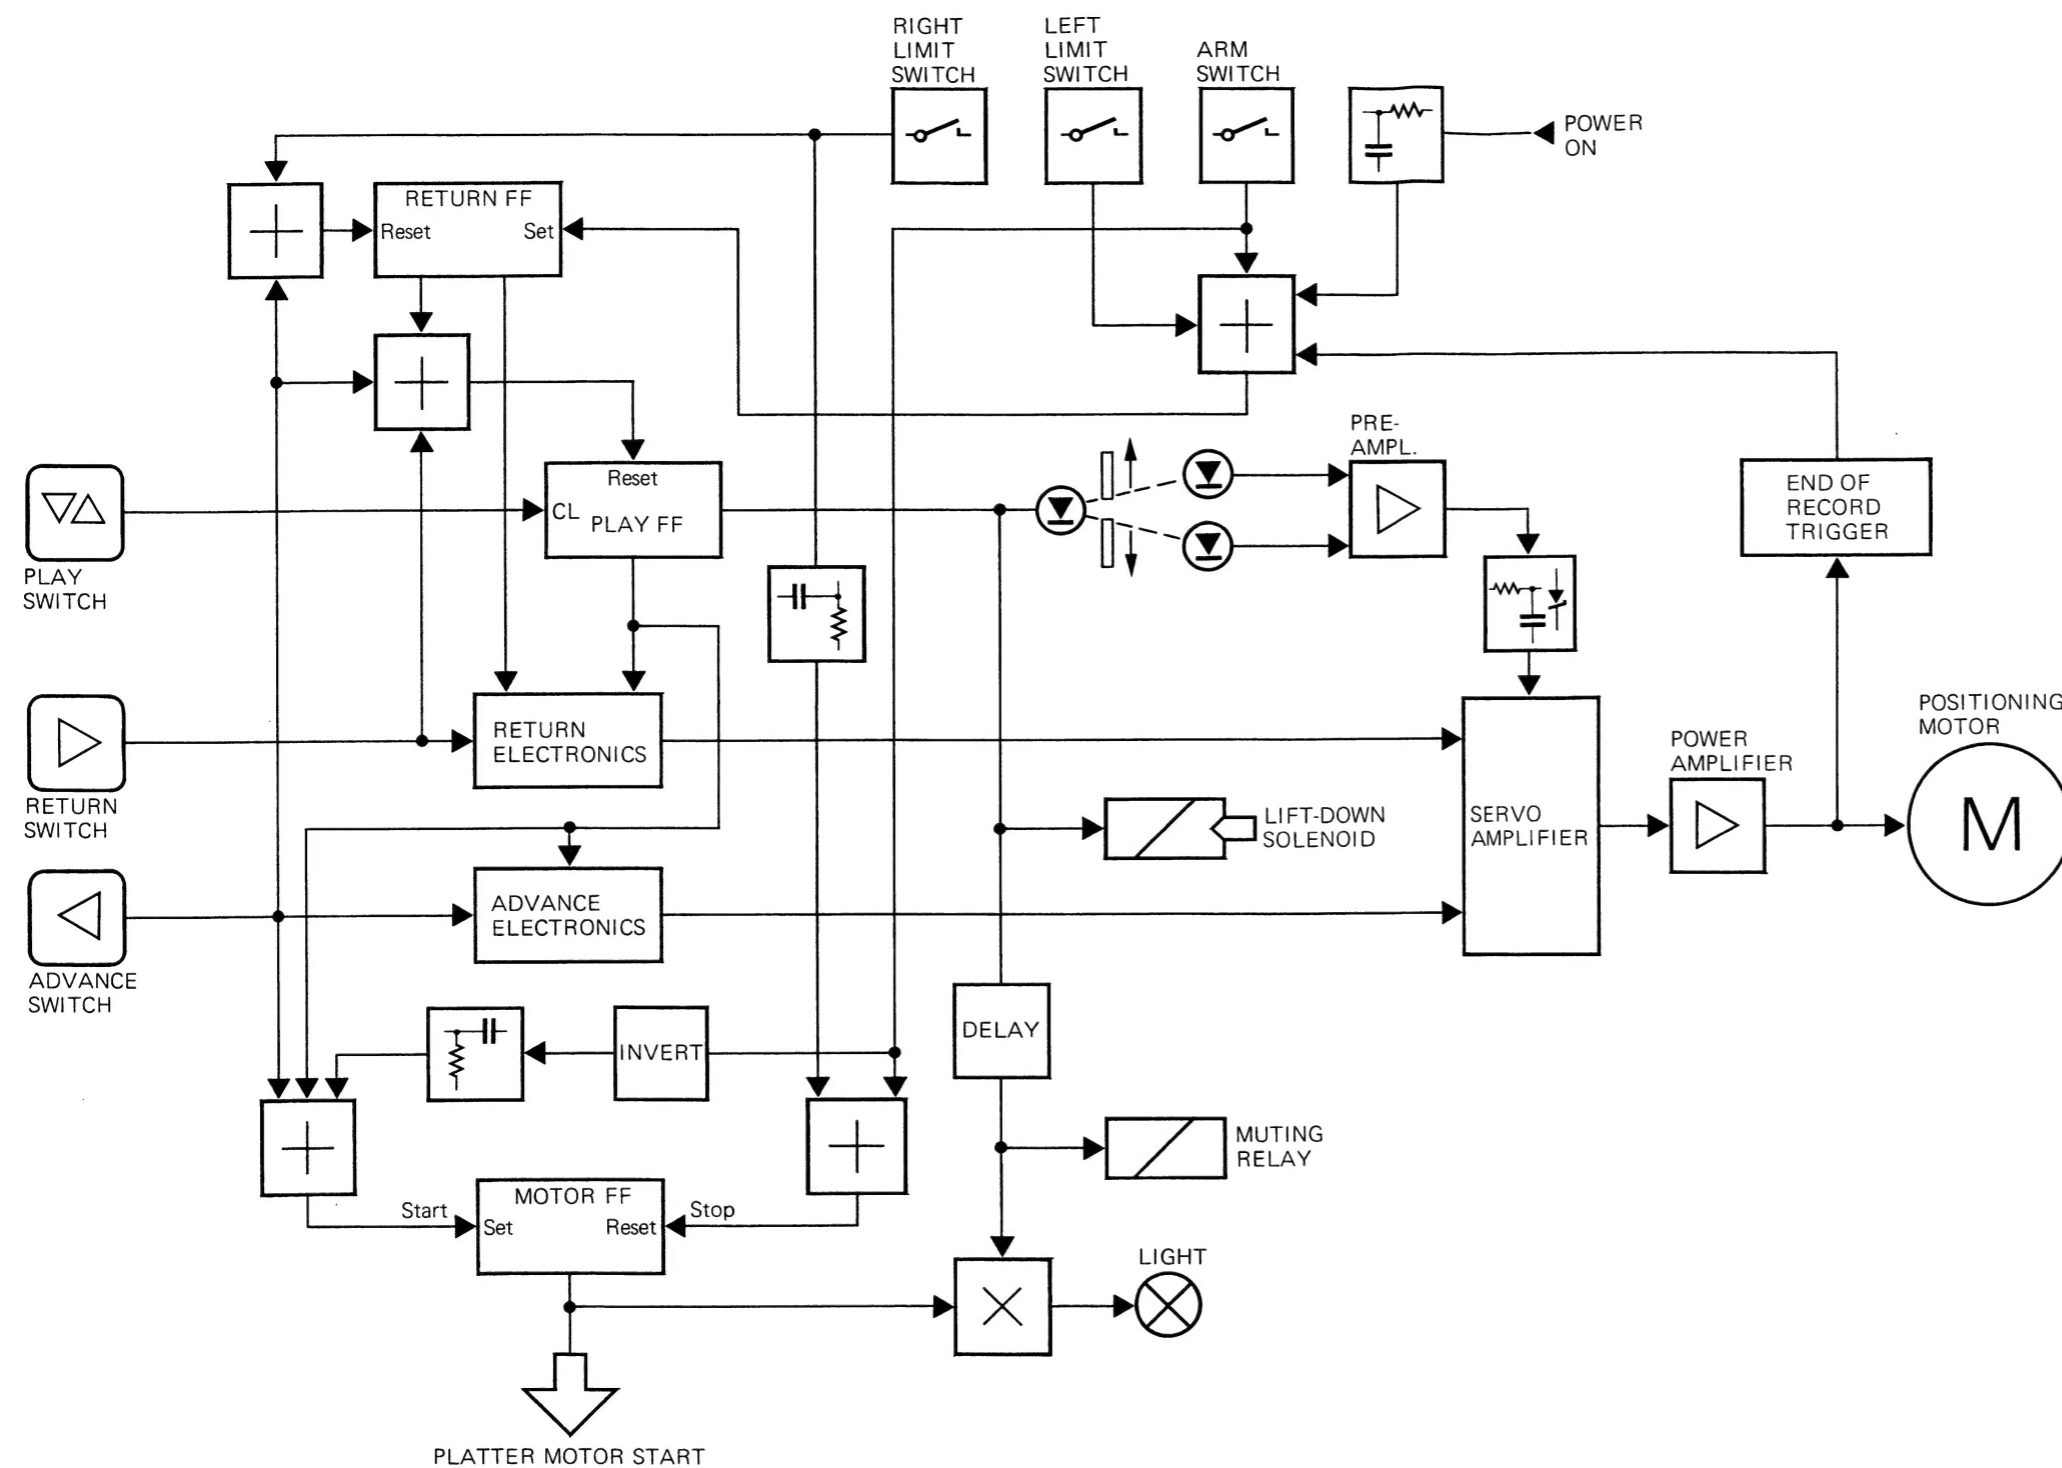 RIGHT
LIMIT
SWITCH
LEFT
LIMIT
SWITCH
ARM
SWITCH
POWER
ON
RETURN FF
Reset
Set
PRE-
AMPL.
Reset
CL
PLAY FF
PLAY
SWITCH
END OF
RECORD
TRIGGER
RETURN
ELECTRONICS
RETURN
SWITCH
POSITIONING
MOTOR
POWER
AMPLIFIER
SERVO
AMPLIFIER
M
LIFT-DOWN
SOLENOID
ADVANCE
ELECTRONICS
ADVANCE
SWITCH
INVERT
DELAY
MUTING
RELAY
MOTOR FF
Start
Set
Reset
Stop
LIGHT
PLATTER MOTOR START